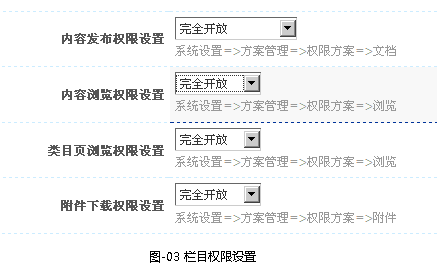 完全开放
内容发布权限设置
系统设置=>方案管理=>权限方案=>文档
完全开放
内容浏览权限设置
系统设置=>方案管理=>权限方案=>浏览
完全开放
类目页浏览权限设置
系统设置=>方案管理=>权限方案=>浏览
完全开放
附件下载权限设置
系统设置=>方案管理=>权限方案=>附件
图-03 栏目权限设置